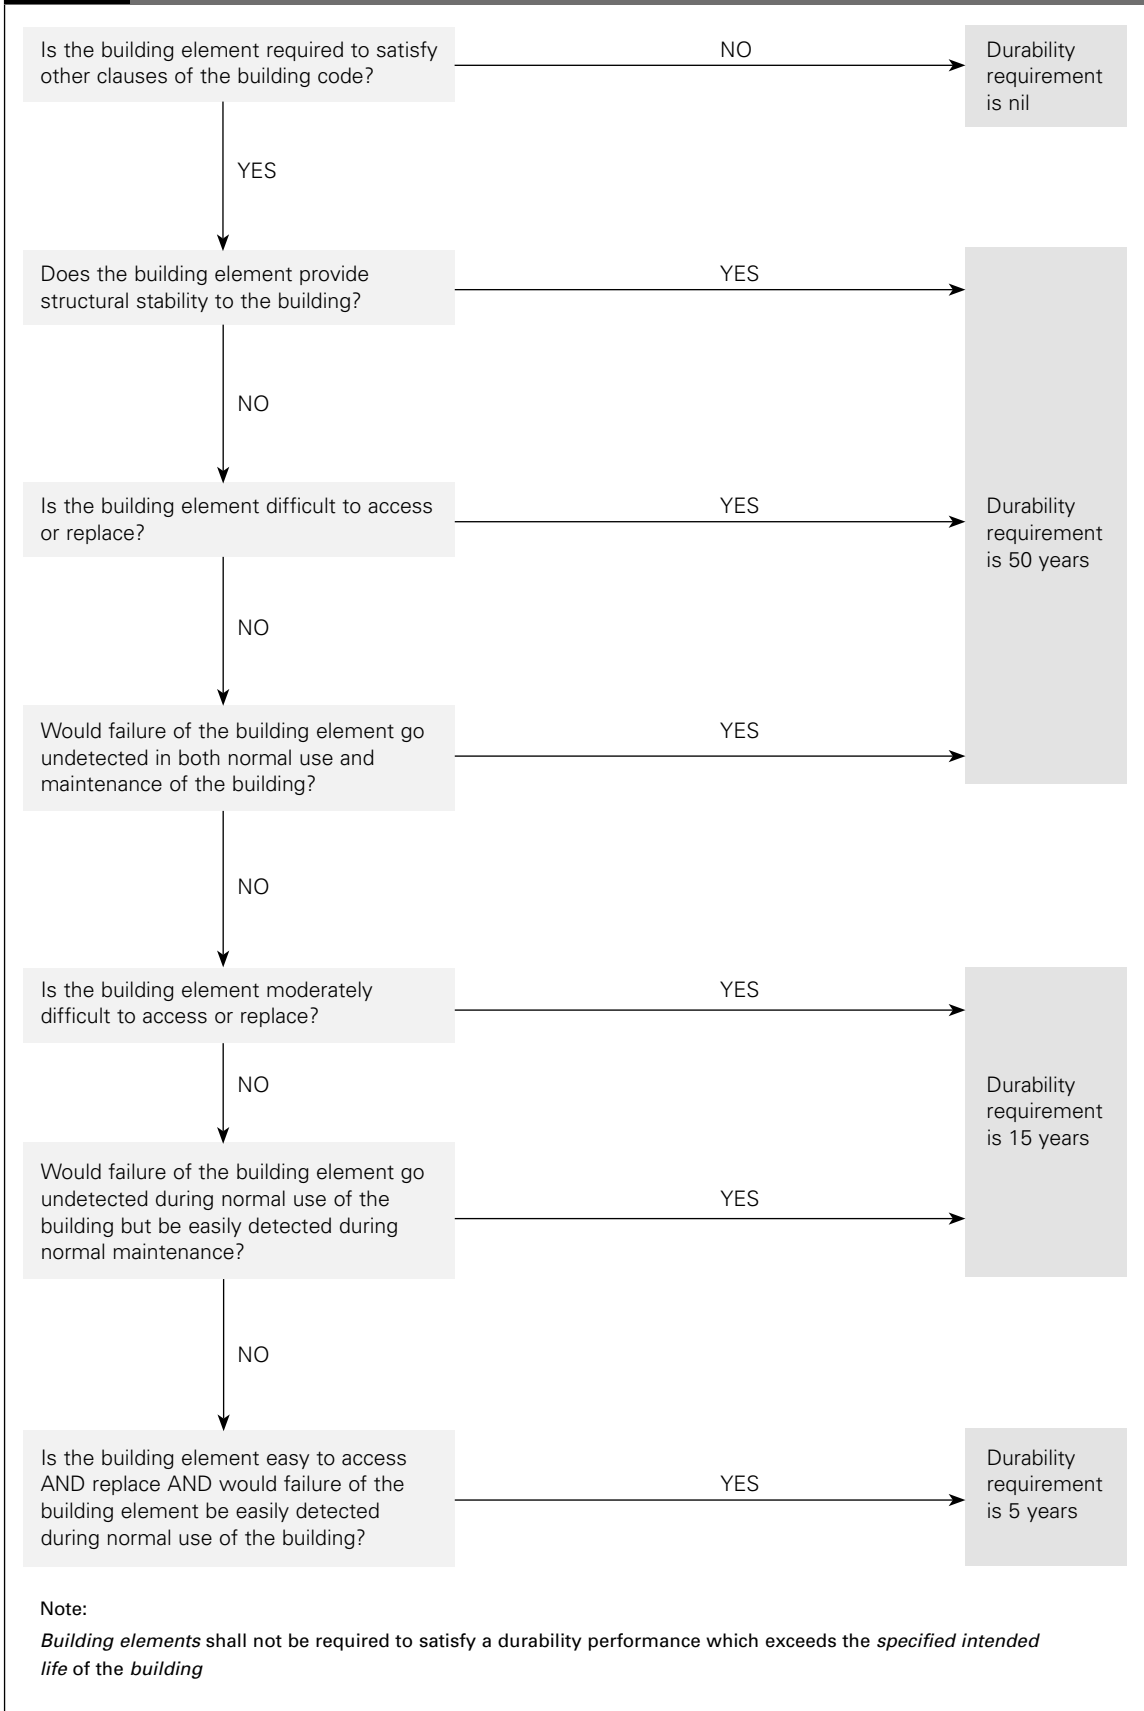 Is the building element required to satisfy
other clauses of the building code?
NO
Durability
requirement
is nil
YES
Does the building element provide
structural stability to the building?
YES
NO
Is the building element difficult to access
or replace?
YES
Durability
requirement
is 50 years
NO
Would failure of the building element go
undetected in both normal use and
maintenance of the building?
YES
NO
Is the building element moderately
difficult to access or replace?
YES
NO
Durability
requirement
is 15 years
Would failure of the building element go
undetected during normal use of the
building but be easily detected during
normal maintenance?
YES
NO
Is the building element easy to access
AND replace AND would failure of the
building element be easily detected
during normal use of the building?
YES
Durability
requirement
is 5 years
Note:
Building elements shall not be required to satisfy a durability performance which exceeds the specified intended
life of the building